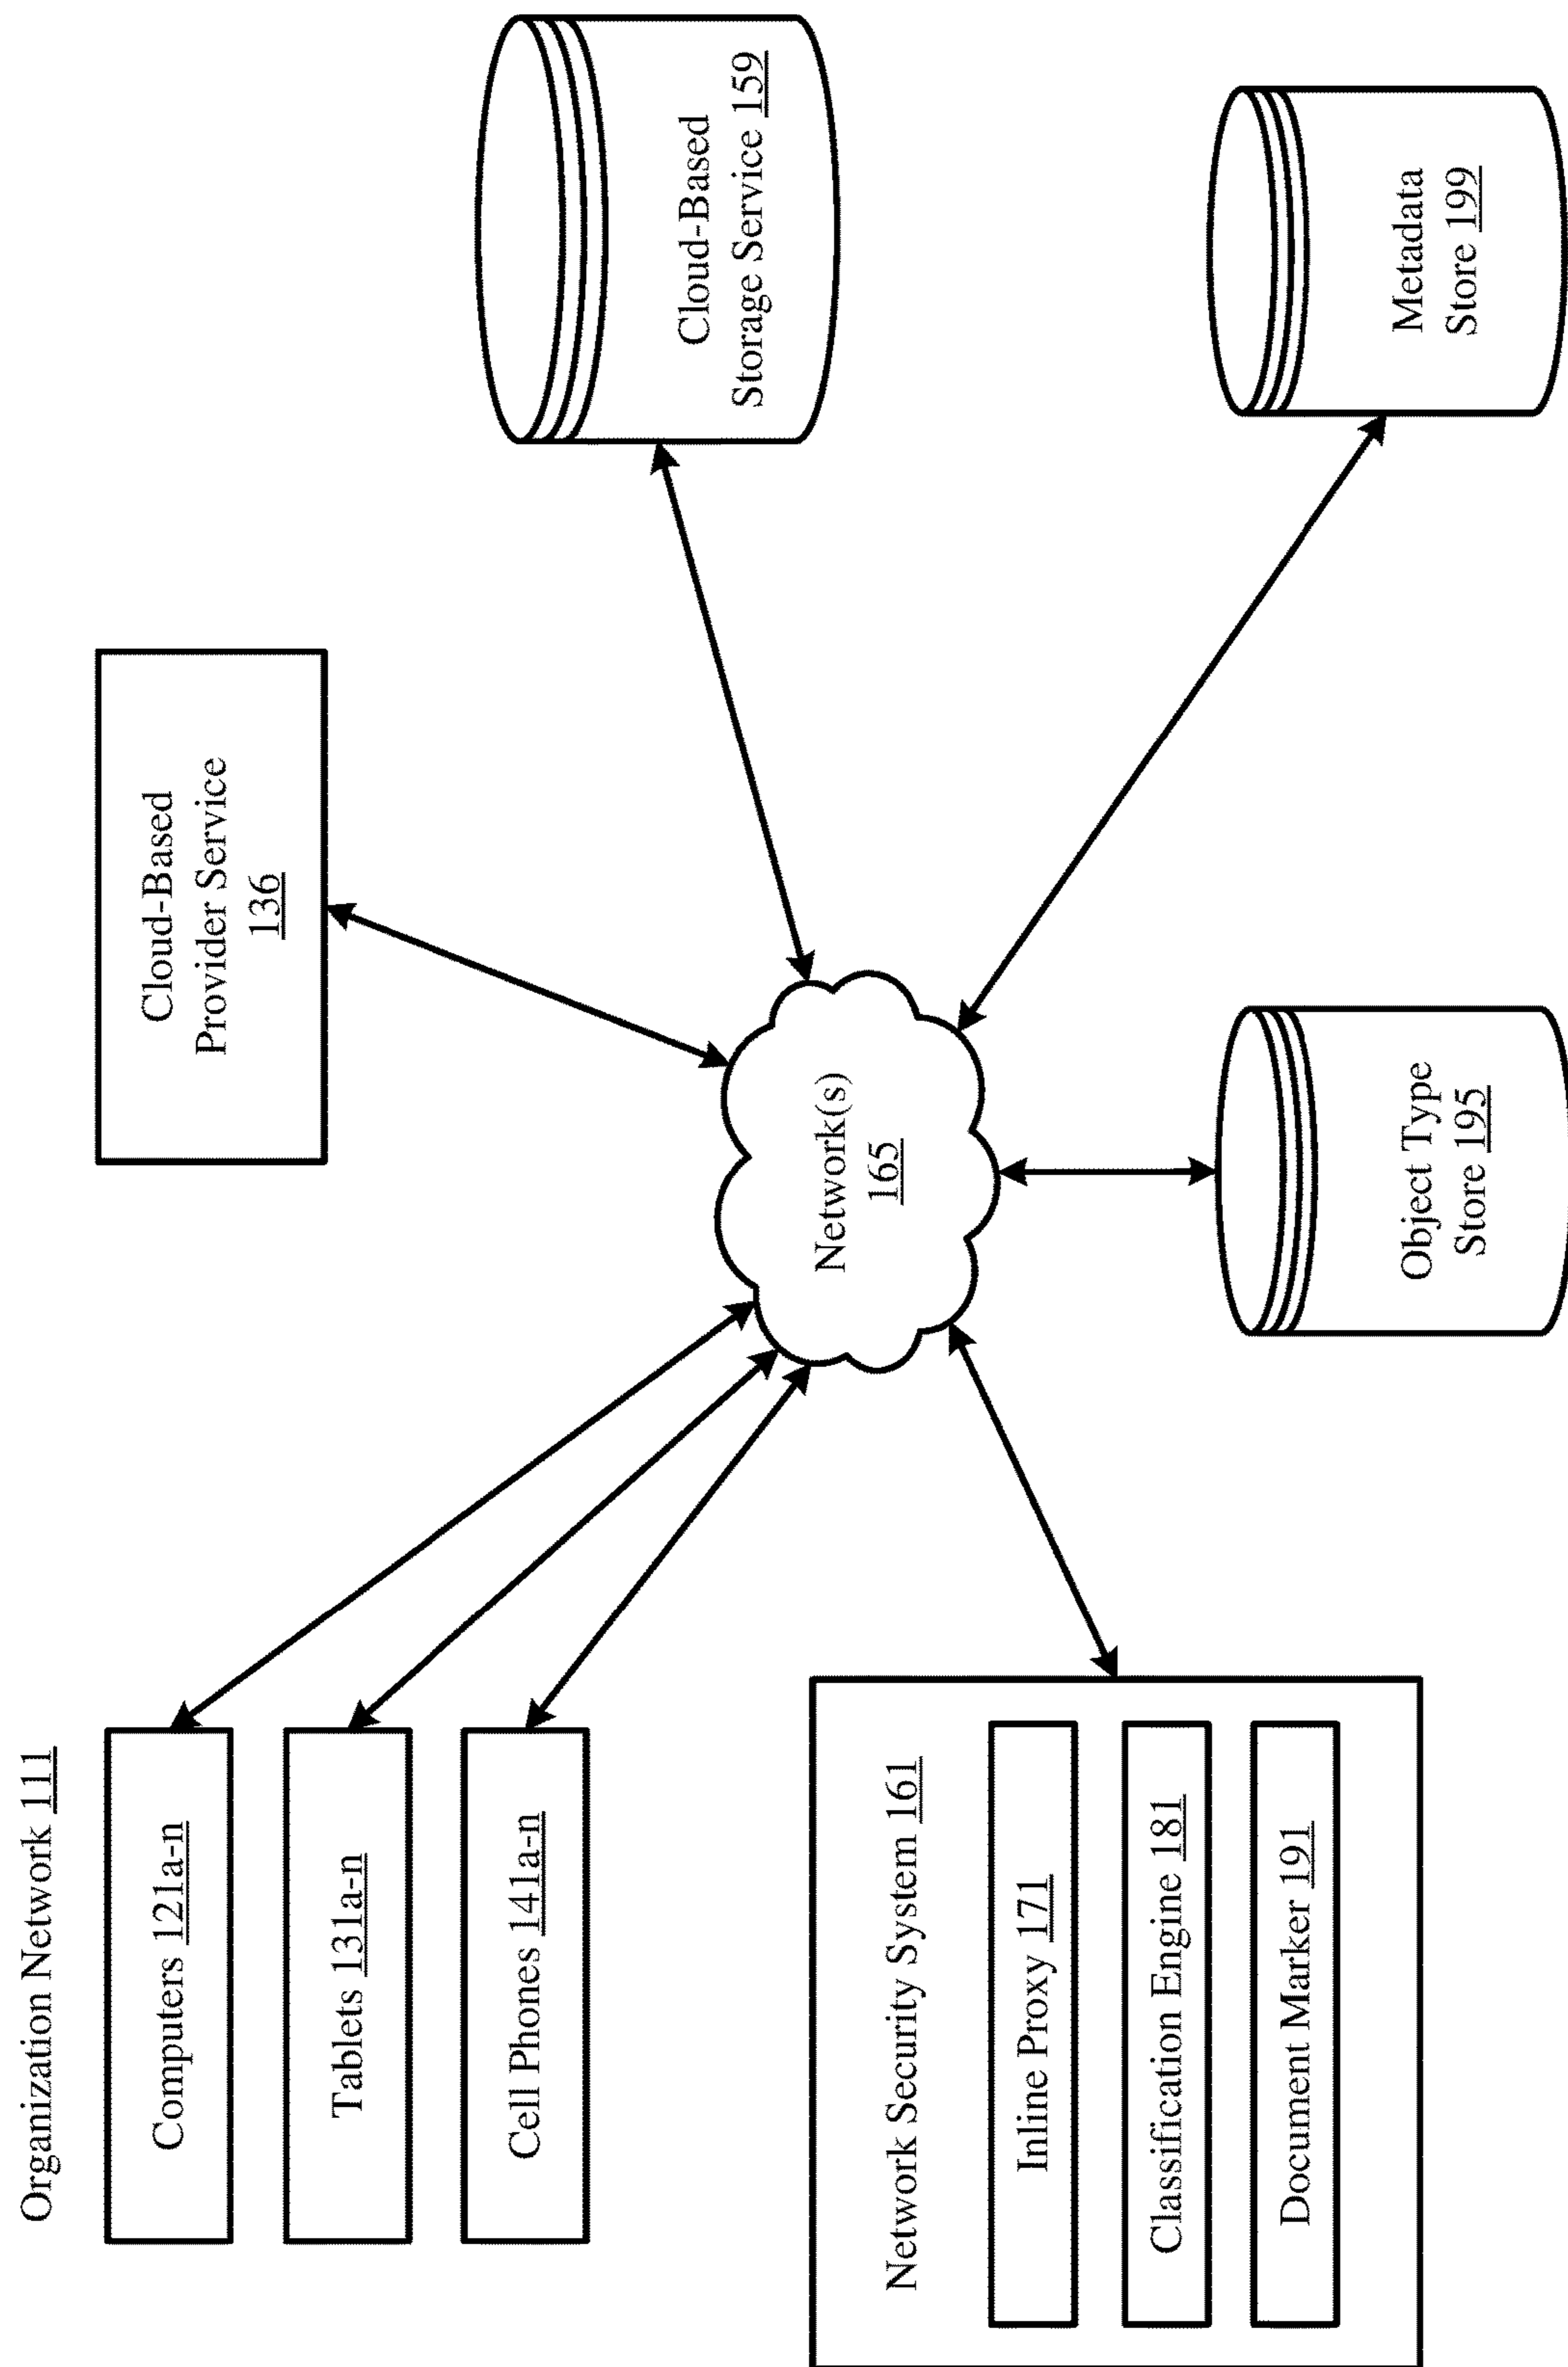 Organization Network 111
Computers 121a-n
Tablets 131a-n
Cell Phones 141a-n
Cloud-Based
Provider Service
136
Cloud-Based
Storage Service 159
Network(s)
165
Network Security System 161
Inline Proxy 171
Classification Engine 181
Document Marker 191
Object Type
Store 195
Metadata
Store 199